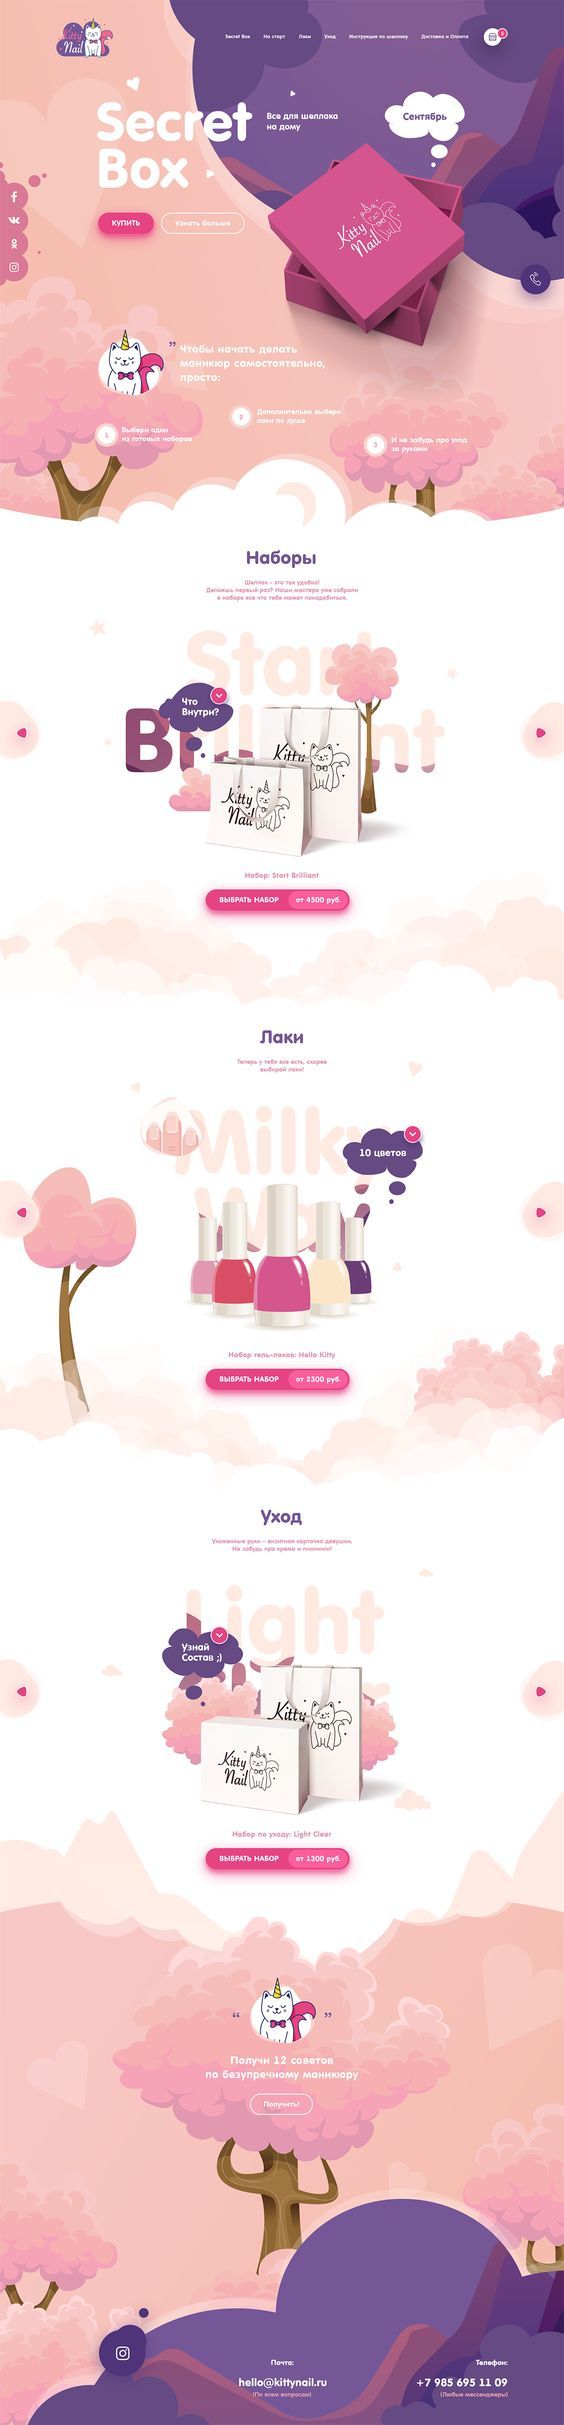 Kitty
Nail
Secret Box
На старт
Лаки
Уход
Инструкция по шеллаку
Доставка и Оплата
Secret
Box
Все для шеллака
на дому
Сентябрь
КУПИТЬ
Узнать больше
Kitty
Nail
Чтобы начать делать
маникюр самостоятельно,
просто:
1
Выбери один
из готовых наборов
2
Дополнительно выбери
лаки по душе
3
И не забудь про уход
за руками
Наборы
Шеллак - это так удобно!
Делаешь первый раз? Наши мастера уже собрали
в наборе все что тебе может понадобиться.
Start
Brilliant
Что
Внутри?
Kitty
Kitty
Nail
Набор: Start Brilliant
ВЫБРАТЬ НАБОР
от 4500 руб.
Лаки
Теперь у тебя все есть, скорее
выбирай лаки!
Milky
Way
10 цветов
Набор гель-лаков: Hello Kitty
ВЫБРАТЬ НАБОР
от 2300 руб.
Уход
Ухоженные руки - визитная карточка девушки.
Не забудь про крема и пиллинги!
Light
Узнай
Состав ;)
Kitty
Kitty
Nail
Набор по уходу: Light Clear
ВЫБРАТЬ НАБОР
от 1300 руб.
Получи 12 советов
по безупречному маникюру
Получить!
Почта:
hello@kittynail.ru
(По всем вопросам)
Телефон:
+7 985 695 11 09
(Любые мессенджеры)